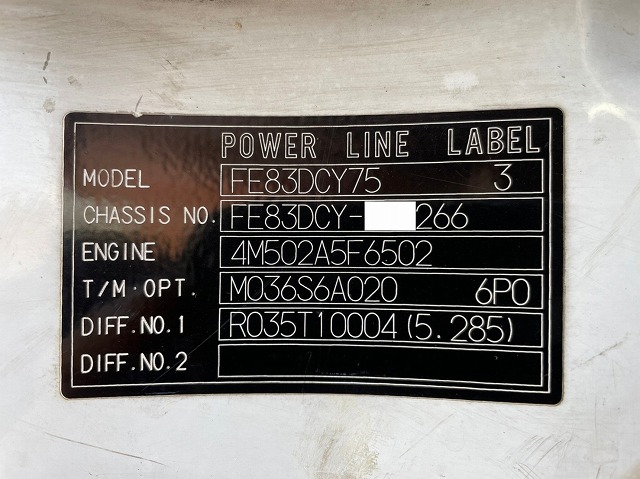 POWER LINE LABEL
MODEL FE83DCY75 3
CHASSIS NO. FE83DCY- 266
ENGINE 4M502A5F6502
T/M·OPT. M036S6A020 6P0
DIFF.NO.1 R035T10004(5.285)
DIFF.NO.2